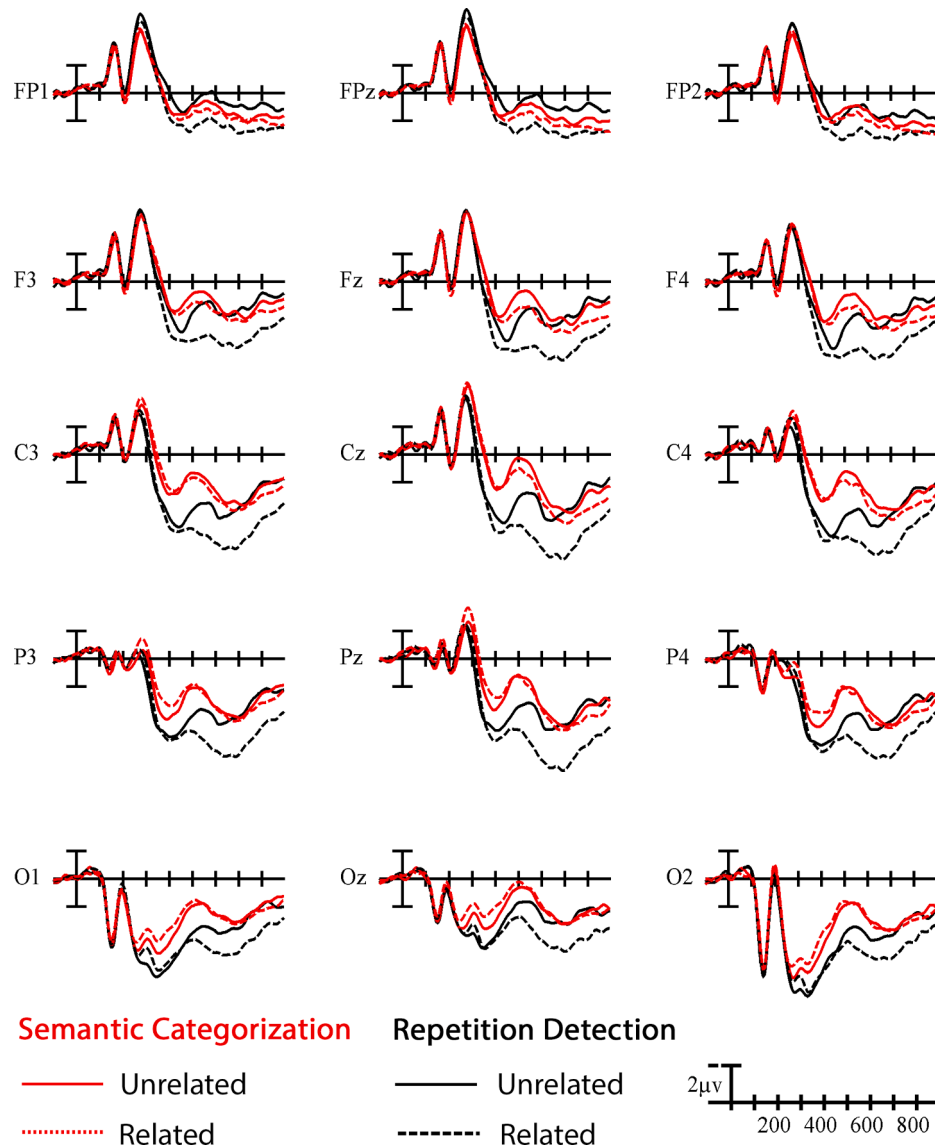 FP1 FPz FP2
F3 Fz F4
C3 Cz C4
P3 Pz P4
O1 Oz O2
Semantic Categorization Repetition Detection
Unrelated Unrelated
2μv
Related Related
200 400 600 800